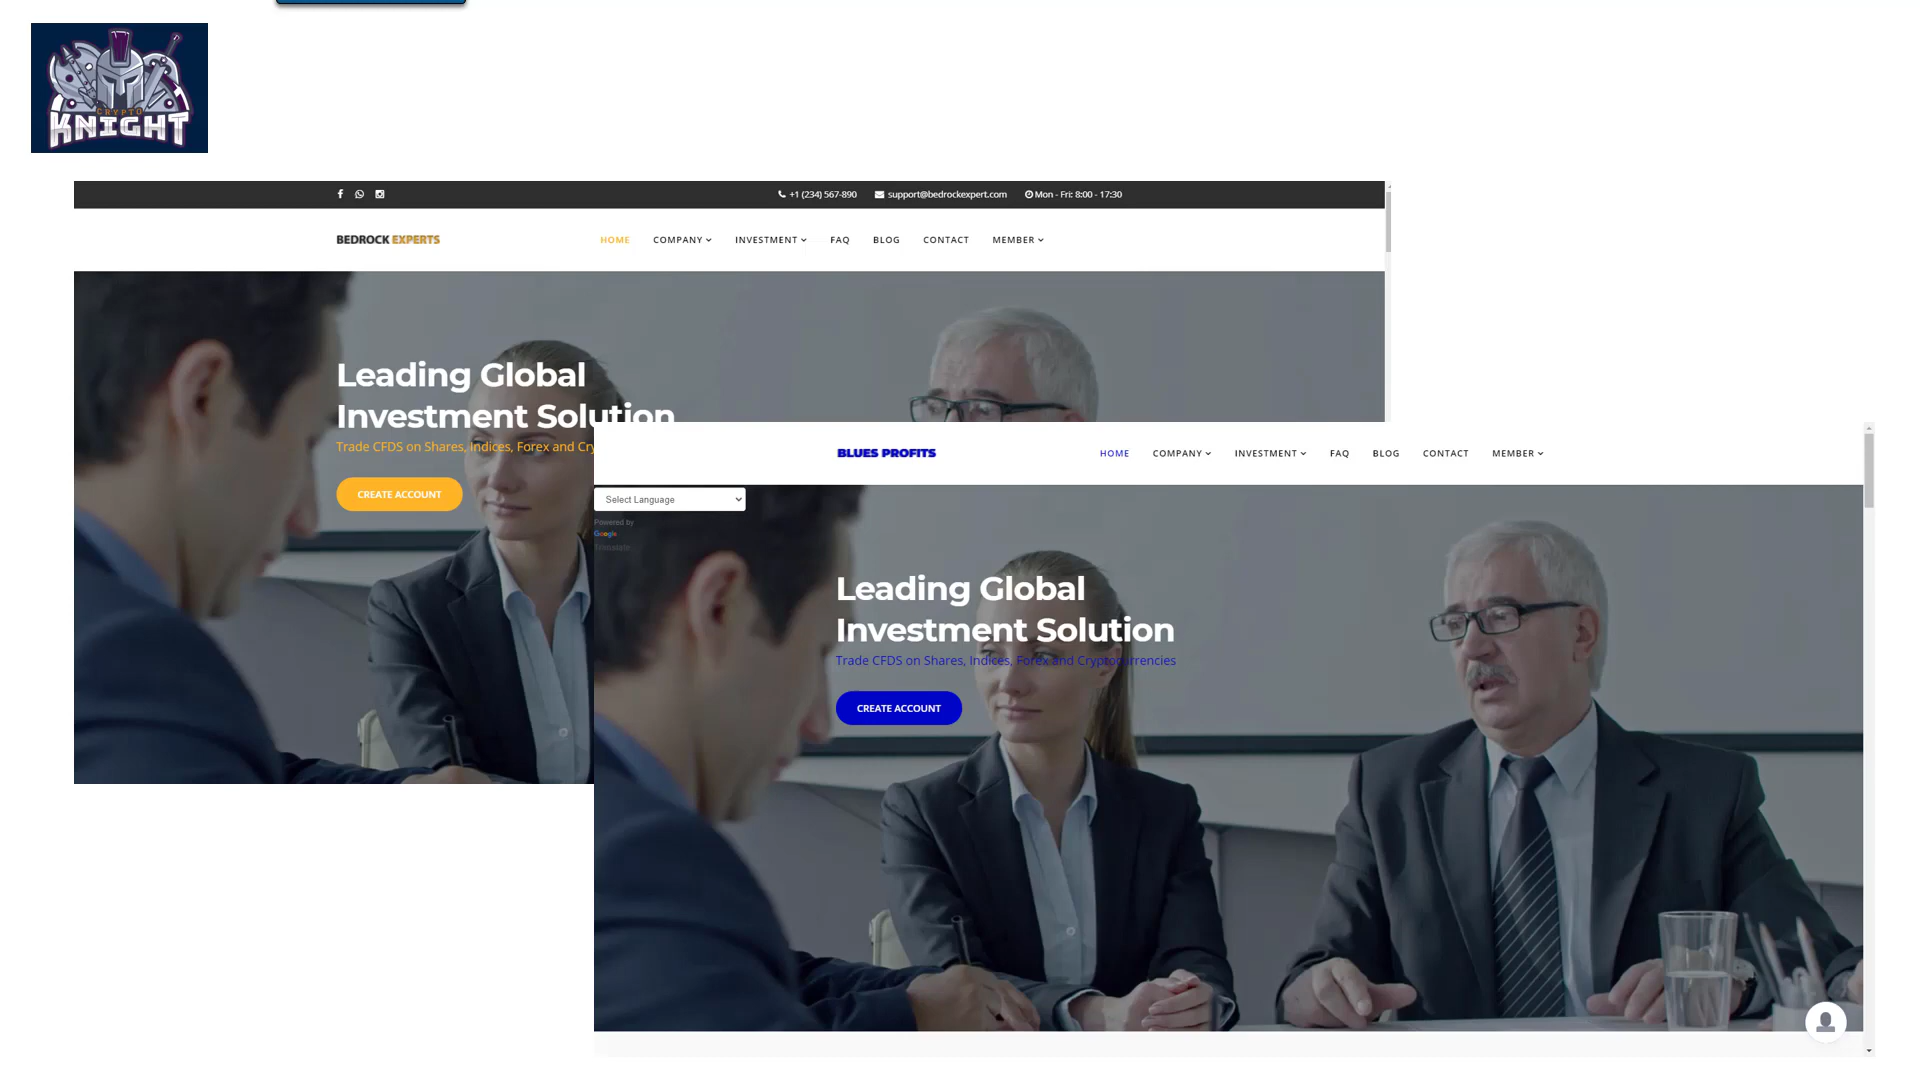 CRYPTO
KNIGHT
+1 (234) 567-890 support@bedrockexpert.com Mon - Fri: 8:00 - 17:30
BEDROCK EXPERTS HOME COMPANY INVESTMENT FAQ BLOG CONTACT MEMBER
Leading Global
Investment Solution
Trade CFDS on Shares, Indices, Forex and Cry
CREATE ACCOUNT
BLUES PROFITS HOME COMPANY INVESTMENT FAQ BLOG CONTACT MEMBER
Select Language
Powered by
Google
Translate
Leading Global
Investment Solution
Trade CFDS on Shares, Indices, Forex and Cryptocurrencies
CREATE ACCOUNT